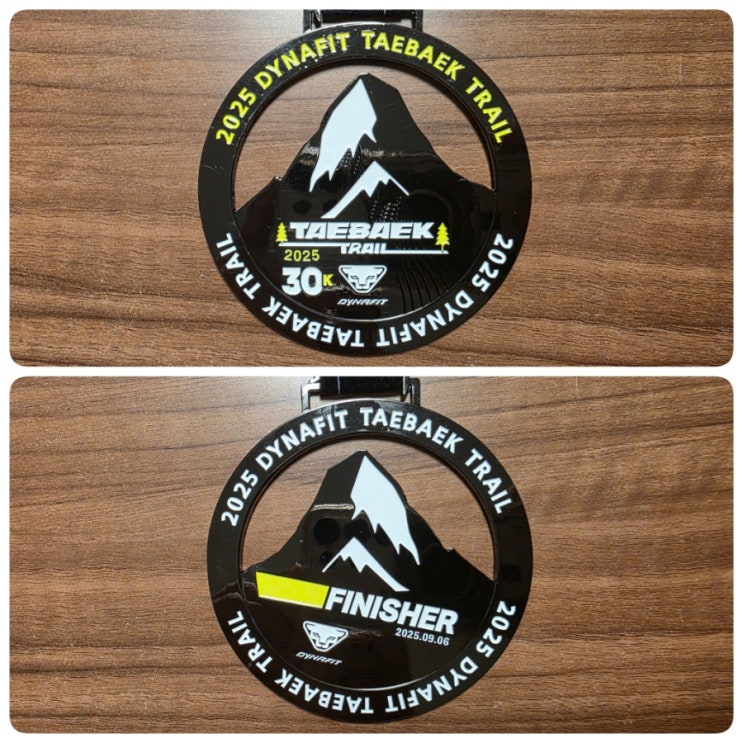 2025 DYNAFIT TAEBAEK TRAIL
TAEBAEK
TRAIL
2025
30K
DYNAFIT
2025 DYNAFIT TAEBAEK TRAIL
2025 DYNAFIT TAEBAEK TRAIL
FINISHER
2025.09.06
DYNAFIT
2025 DYNAFIT TAEBAEK TRAIL